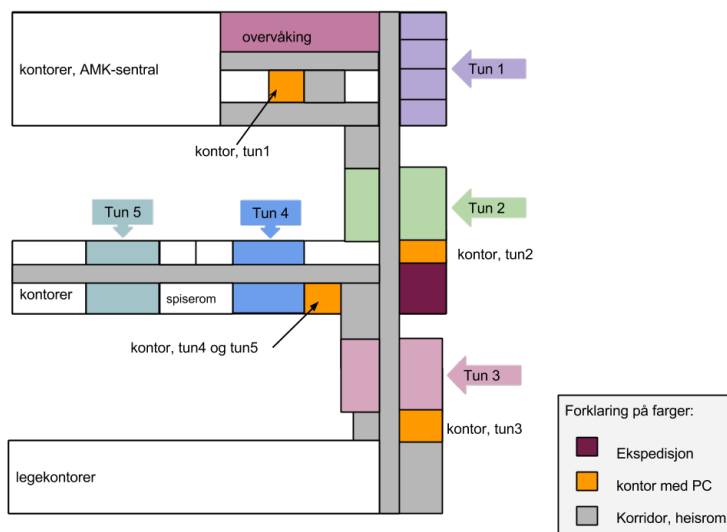 overvåking
kontorer, AMK-sentral
Tun 1
kontor, tun1
Tun 2
Tun 5
Tun 4
kontor, tun2
kontorer
spiserom
kontor, tun4 og tun5
Tun 3
kontor, tun3
legekontorer
Forklaring på farger:
Ekspedisjon
kontor med PC
Korridor, heisrom